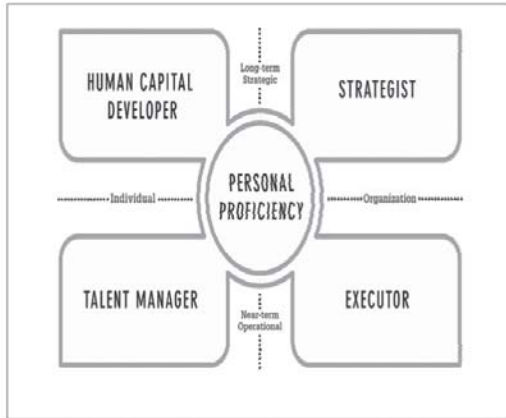 HUMAN CAPITAL
DEVELOPER
Long-term
Strategic
STRATEGIST
PERSONAL
PROFICIENCY
Individual
Organization
TALENT MANAGER
Near-term
Operational
EXECUTOR